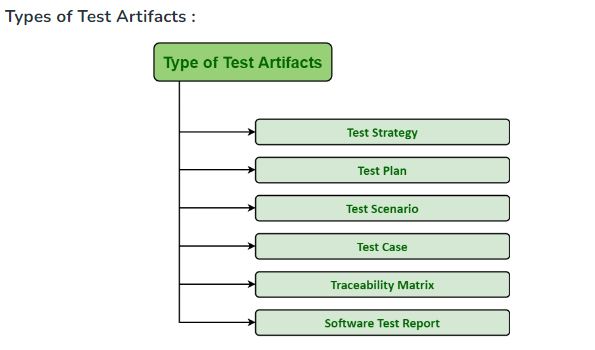 Types of Test Artifacts :
Type of Test Artifacts
Test Strategy
Test Plan
Test Scenario
Test Case
Traceability Matrix
Software Test Report